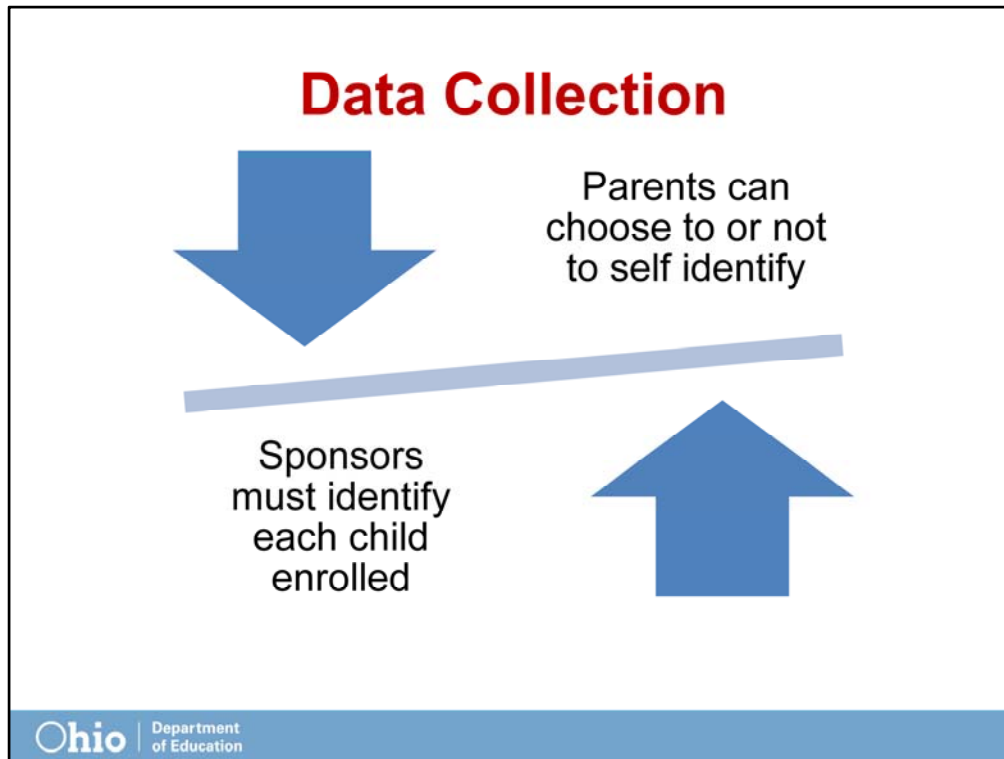 Data Collection
Parents can
choose to or not
to self identify
Sponsors
must identify
each child
enrolled
Ohio
Department
of Education